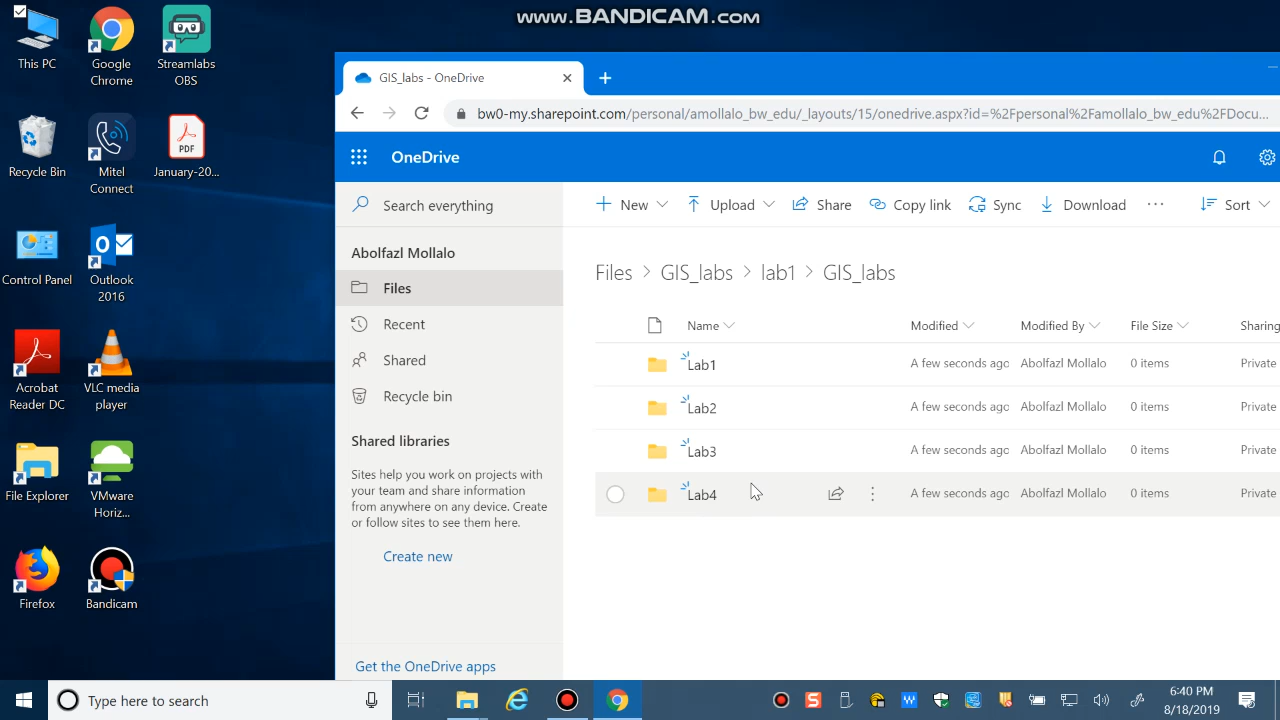 www.BANDICAM.com
This PC
Google
Chrome
Streamlabs
OBS
Recycle Bin
Mitel
Connect
PDF
January-20...
Control Panel
Outlook
2016
Acrobat
Reader DC
VLC media
player
File Explorer
VMware
Horiz...
Firefox
Bandicam
GIS_labs - OneDrive
bw0-my.sharepoint.com/personal/amollalo_bw_edu/_layouts/15/onedrive.aspx?id=%2Fpersonal%2Famollalo_bw_edu%2FDocu...
OneDrive
Search everything
New
Upload
Share
Copy link
Sync
Download
Sort
Abolfazl Mollalo
Files
Recent
Shared
Recycle bin
Shared libraries
Sites help you work on projects with
your team and share information
from anywhere on any device. Create
or follow sites to see them here.
Create new
Get the OneDrive apps
Files > GIS_labs > lab1 > GIS_labs
Name Modified Modified By File Size Sharing
Lab1 A few seconds ago Abolfazl Mollalo 0 items Private
Lab2 A few seconds ago Abolfazl Mollalo 0 items Private
Lab3 A few seconds ago Abolfazl Mollalo 0 items Private
Lab4 A few seconds ago Abolfazl Mollalo 0 items Private
Type here to search
6:40 PM
8/18/2019